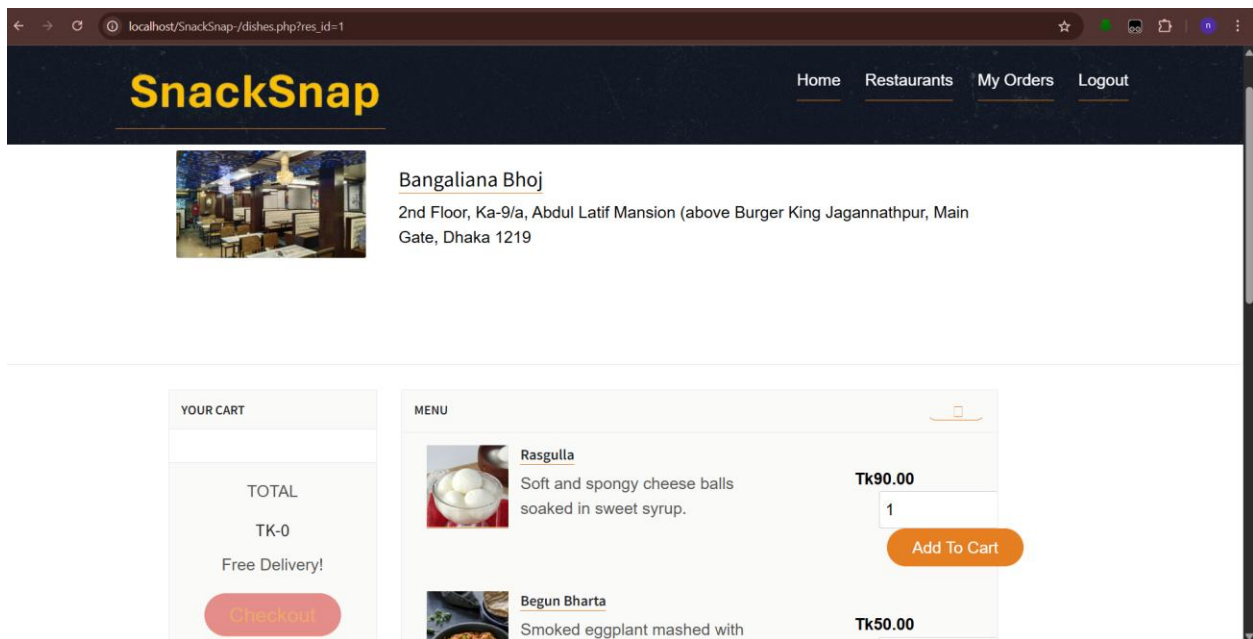 localhost/SnackSnap-/dishes.php?res_id=1
n
SnackSnap
Home Restaurants My Orders Logout
Bangaliana Bhoj
2nd Floor, Ka-9/a, Abdul Latif Mansion (above Burger King Jagannathpur, Main
Gate, Dhaka 1219
YOUR CART
TOTAL
TK-0
Free Delivery!
Checkout
MENU
Rasgulla
Soft and spongy cheese balls
soaked in sweet syrup.
Tk90.00
1
Add To Cart
Begun Bharta
Smoked eggplant mashed with
Tk50.00